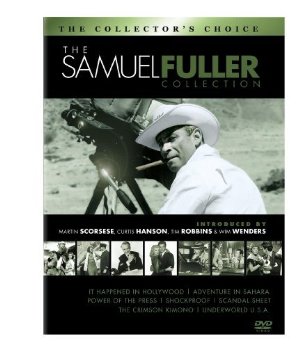 THE COLLECTOR'S CHOICE
THE
SAMUEL FULLER
COLLECTION
INTRODUCED BY
MARTIN SCORSESE, CURTIS HANSON, TIM ROBBINS & WIM WENDERS
IT HAPPENED IN HOLLYWOOD | ADVENTURE IN SAHARA
POWER OF THE PRESS | SHOCKPROOF | SCANDAL SHEET
THE CRIMSON KIMONO | UNDERWORLD U.S.A.
DVD